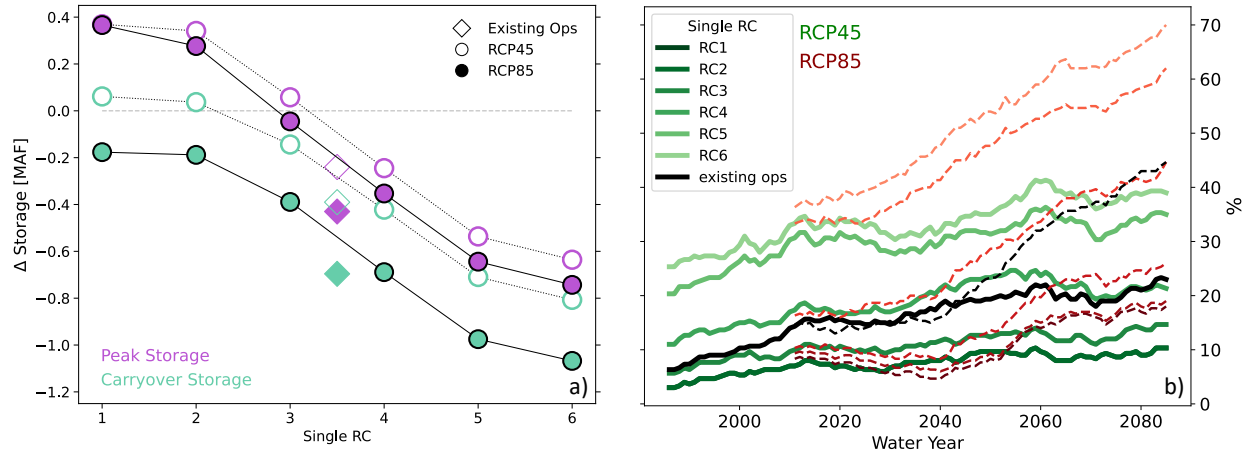 0.4
0.2
0.0
−0.2
−0.4
−0.6
−0.8
−1.0
−1.2
Δ Storage [MAF]
Existing Ops
RCP45
RCP85
Peak Storage
Carryover Storage
a)
1 2 3 4 5 6
Single RC
Single RC
RC1
RC2
RC3
RC4
RC5
RC6
existing ops
RCP45
RCP85
70
60
50
40
30
20
10
0
%
b)
2000 2020 2040 2060 2080
Water Year